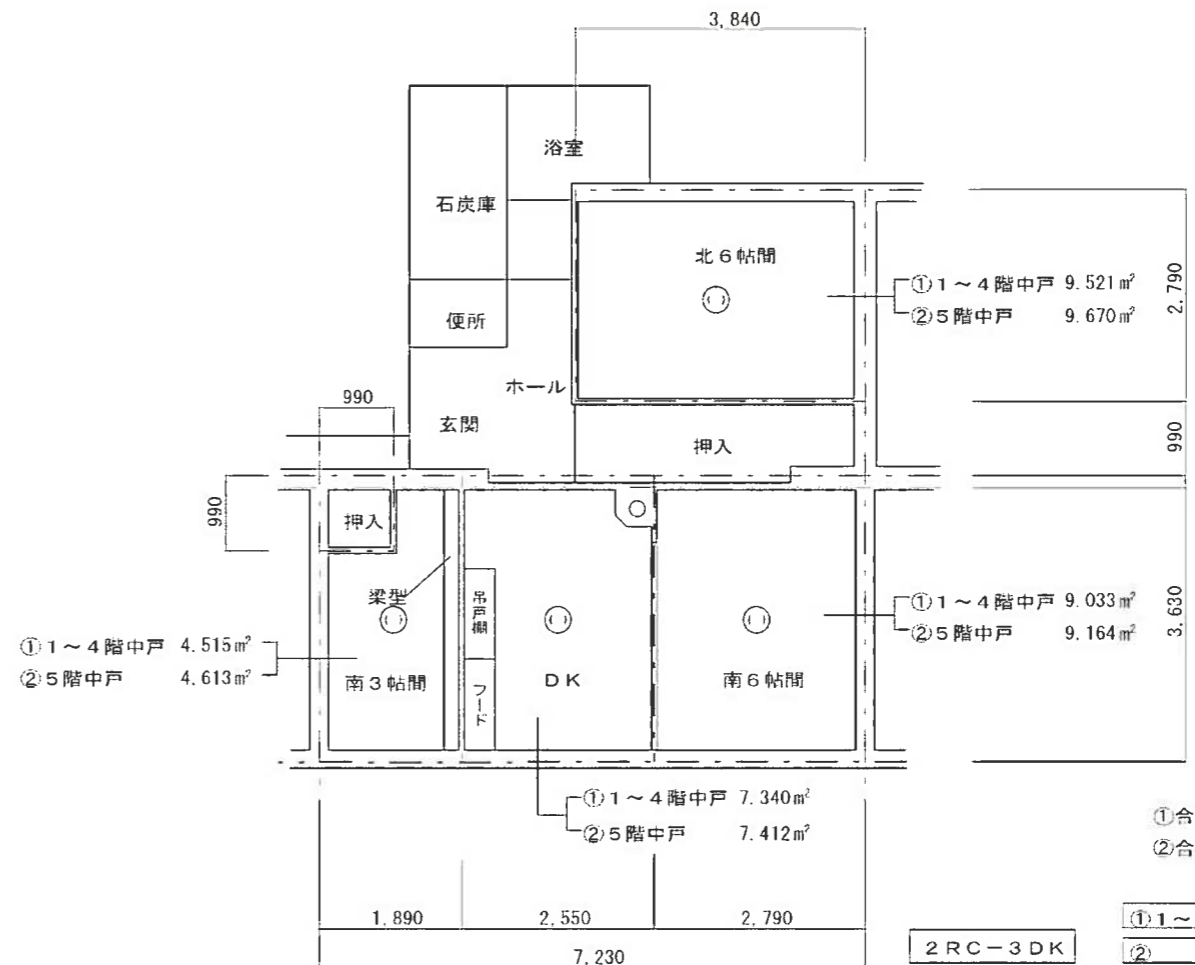 3,840
浴室
石炭庫
北６帖間
①１～４階中戸 9.521㎡
②５階中戸 9.670㎡
2,790
便所
ホール
990
玄関
押入
990
990
押入
梁型
吊戸棚
①１～４階中戸 9.033㎡
②５階中戸 9.164㎡
3,630
①１～４階中戸 4.515㎡
②５階中戸 4.613㎡
南３帖間
フード
ＤＫ
南６帖間
①１～４階中戸 7.340㎡
②５階中戸 7.412㎡
①合
②合
1,890
2,550
2,790
7,230
２ＲＣ－３ＤＫ
①１～
②